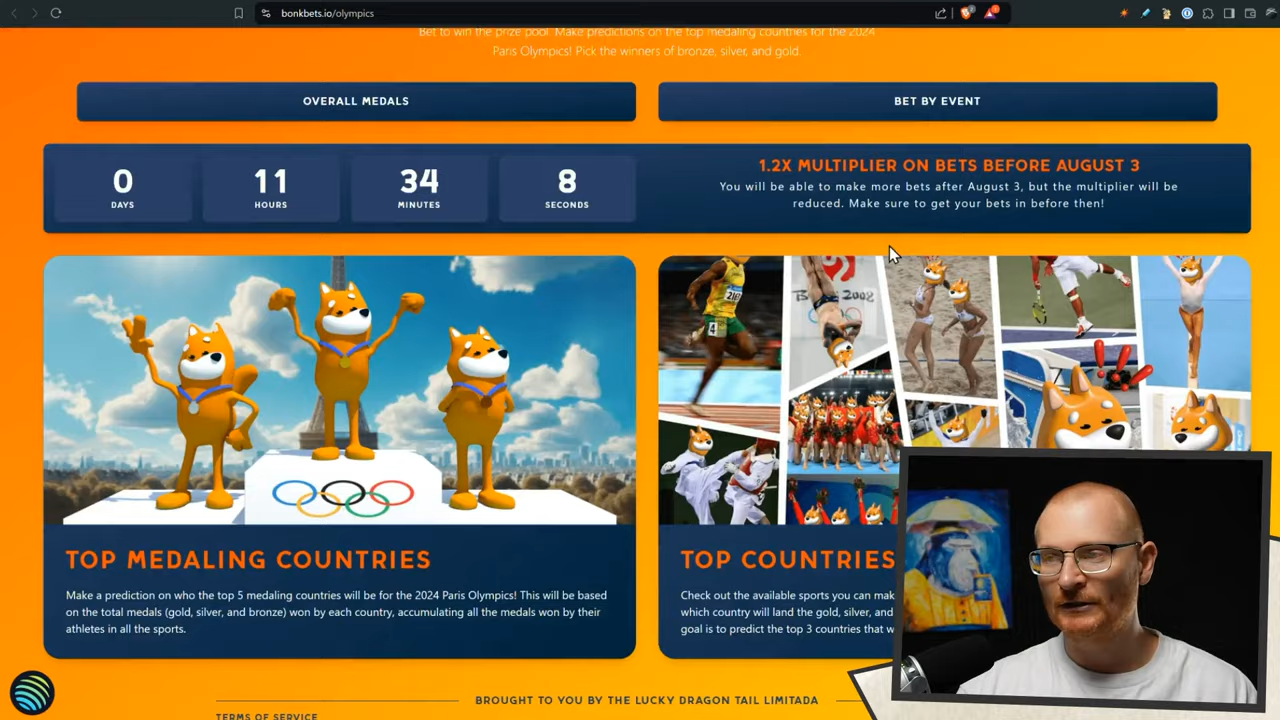 bonkbets.io/olympics
Bet to win the prize pool. Make predictions on the top medaling countries for the 2024
Paris Olympics! Pick the winners of bronze, silver, and gold.
OVERALL MEDALS
BET BY EVENT
0
DAYS
11
HOURS
34
MINUTES
8
SECONDS
1.2X MULTIPLIER ON BETS BEFORE AUGUST 3
You will be able to make more bets after August 3, but the multiplier will be
reduced. Make sure to get your bets in before then!
TOP MEDALING COUNTRIES
Make a prediction on who the top 5 medaling countries will be for the 2024 Paris Olympics! This will be based
on the total medals (gold, silver, and bronze) won by each country, accumulating all the medals won by their
athletes in all the sports.
TOP COUNTRIES
Check out the available sports you can mak
which country will land the gold, silver, and
goal is to predict the top 3 countries that w
BROUGHT TO YOU BY THE LUCKY DRAGON TAIL LIMITADA
TERMS OF SERVICE